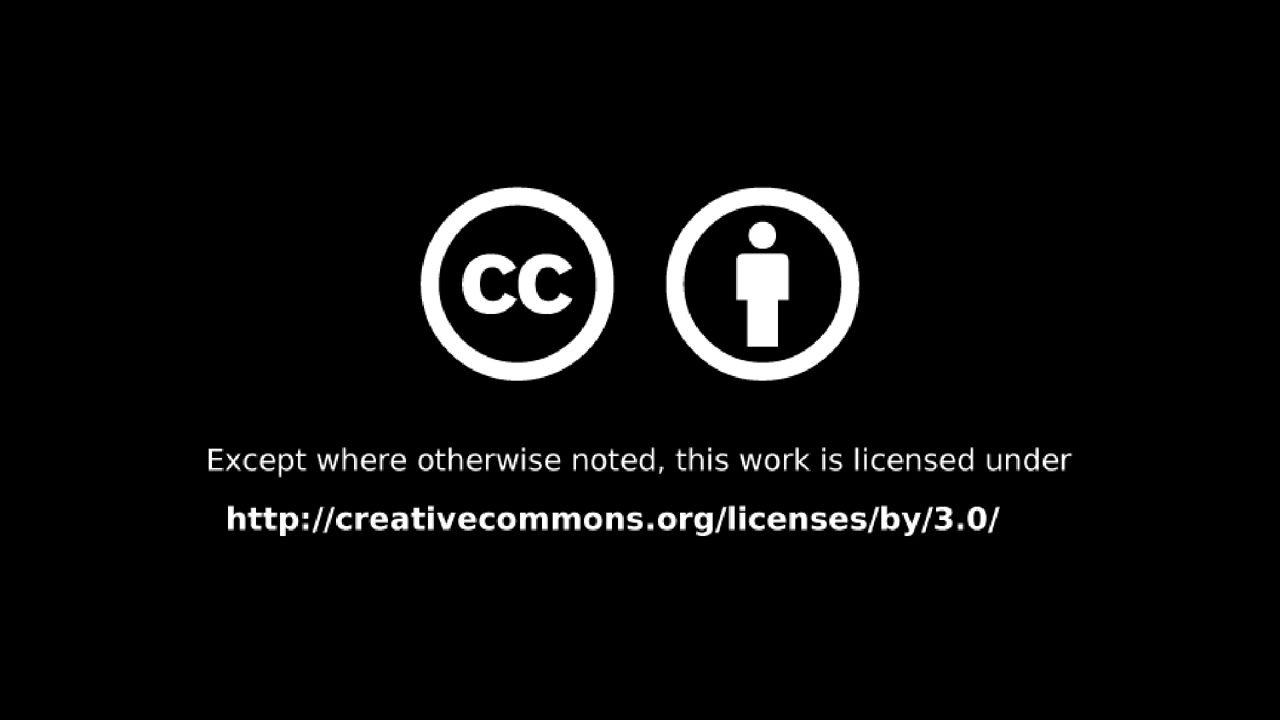 cc
Except where otherwise noted, this work is licensed under
http://creativecommons.org/licenses/by/3.0/